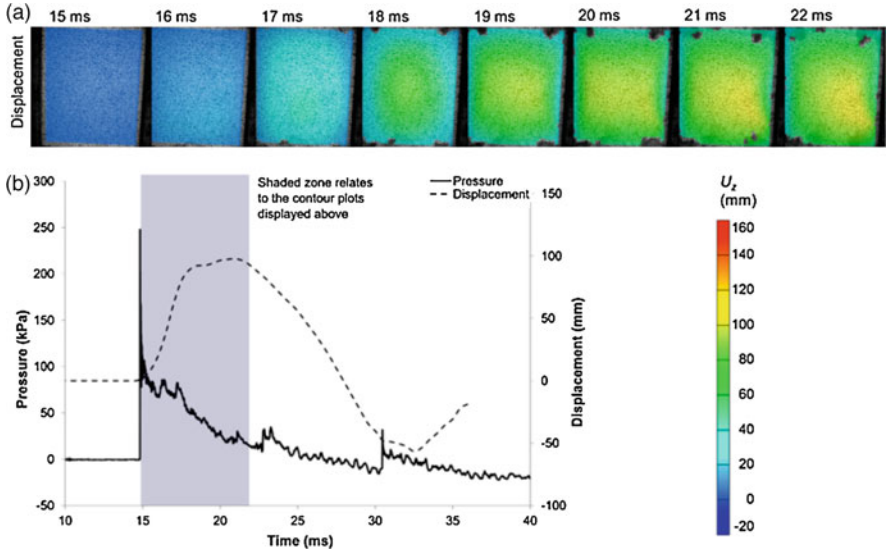 (a)
15 ms 16 ms 17 ms 18 ms 19 ms 20 ms 21 ms 22 ms
Displacement
(b)
Shaded zone relates
to the contour plots
displayed above
Pressure
Displacement
Pressure (kPa)
300
250
200
150
100
50
0
-50
10 15 20 25 30 35 40
Time (ms)
150
100
50
0
-50
-100
Displacement (mm)
Uz
(mm)
160
140
120
100
80
60
40
20
0
-20